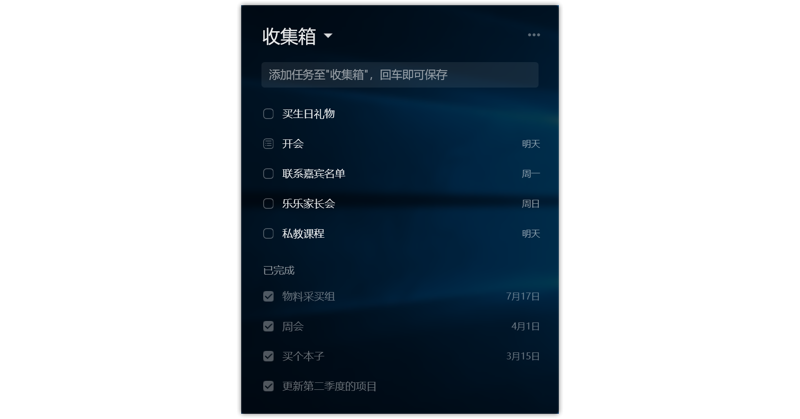 收集箱
添加任务至"收集箱"，回车即可保存
买生日礼物
开会 明天
联系嘉宾名单 周一
乐乐家长会 周日
私教课程 明天
已完成
物料采买组 7月17日
周会 4月1日
买个本子 3月15日
更新第二季度的项目